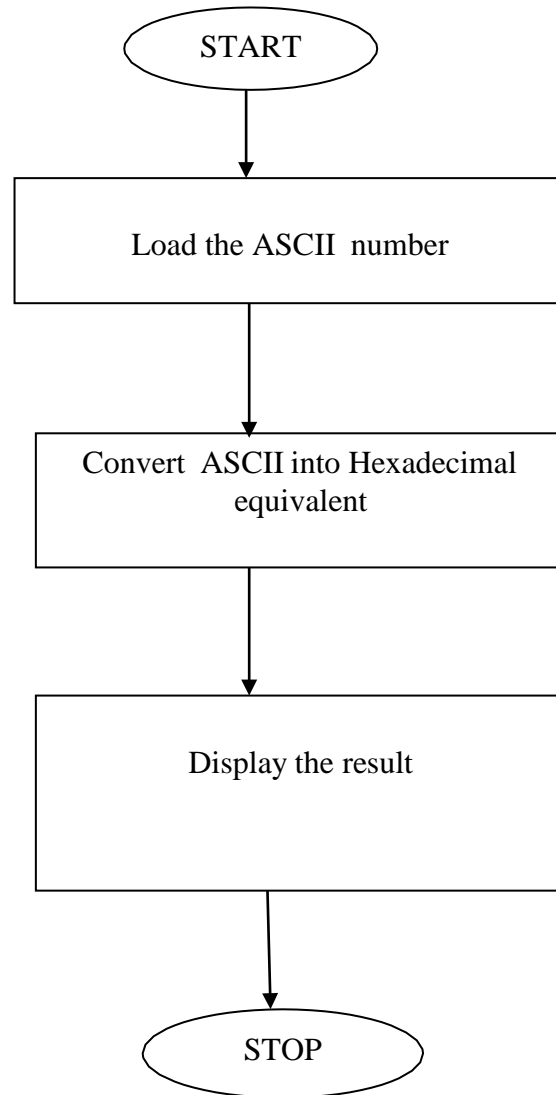 START
Load the ASCII  number
Convert  ASCII into Hexadecimal
equivalent
Display the result
STOP